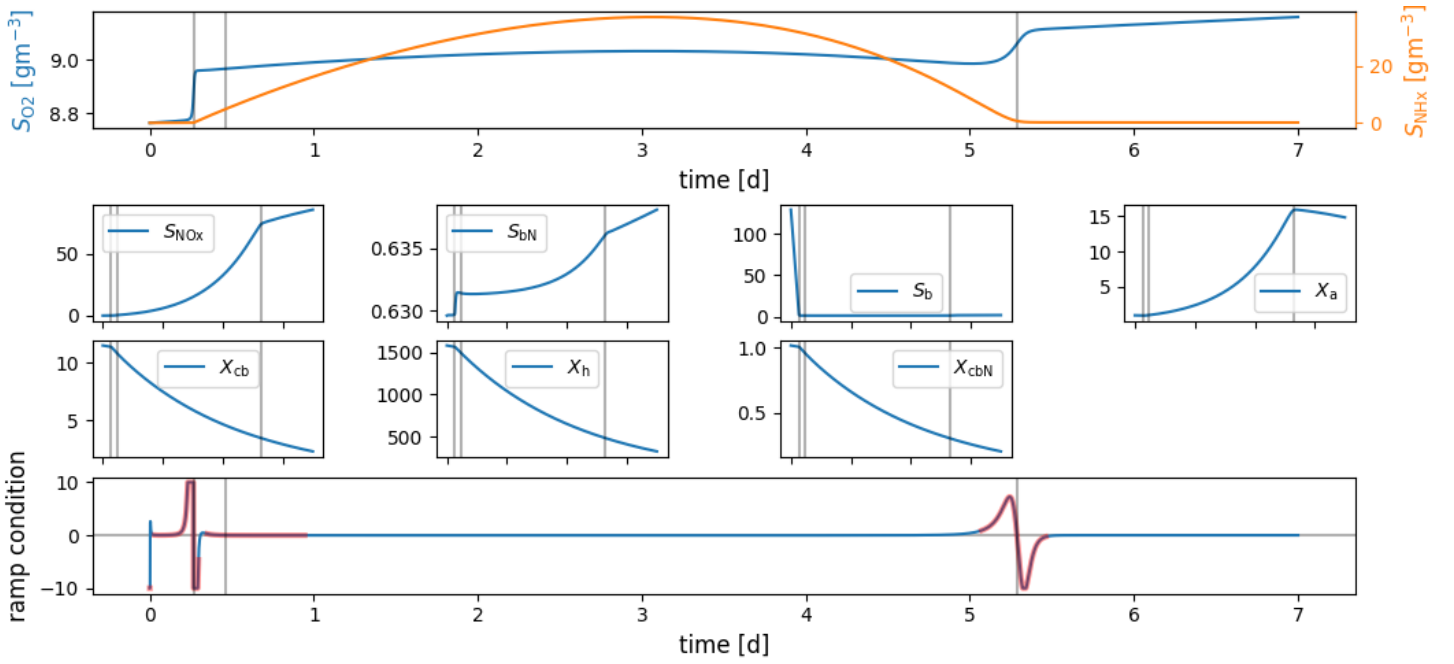 S_O2 [gm^−3]
9.0
8.8
20
0
S_NHx [gm^−3]
0 1 2 3 4 5 6 7
time [d]
50
0
S_NOx
0.635
0.630
S_bN
100
50
0
S_b
15
10
5
X_a
10
5
X_cb
1500
1000
500
X_h
1.0
0.5
X_cbN
ramp condition
10
0
−10
0 1 2 3 4 5 6 7
time [d]